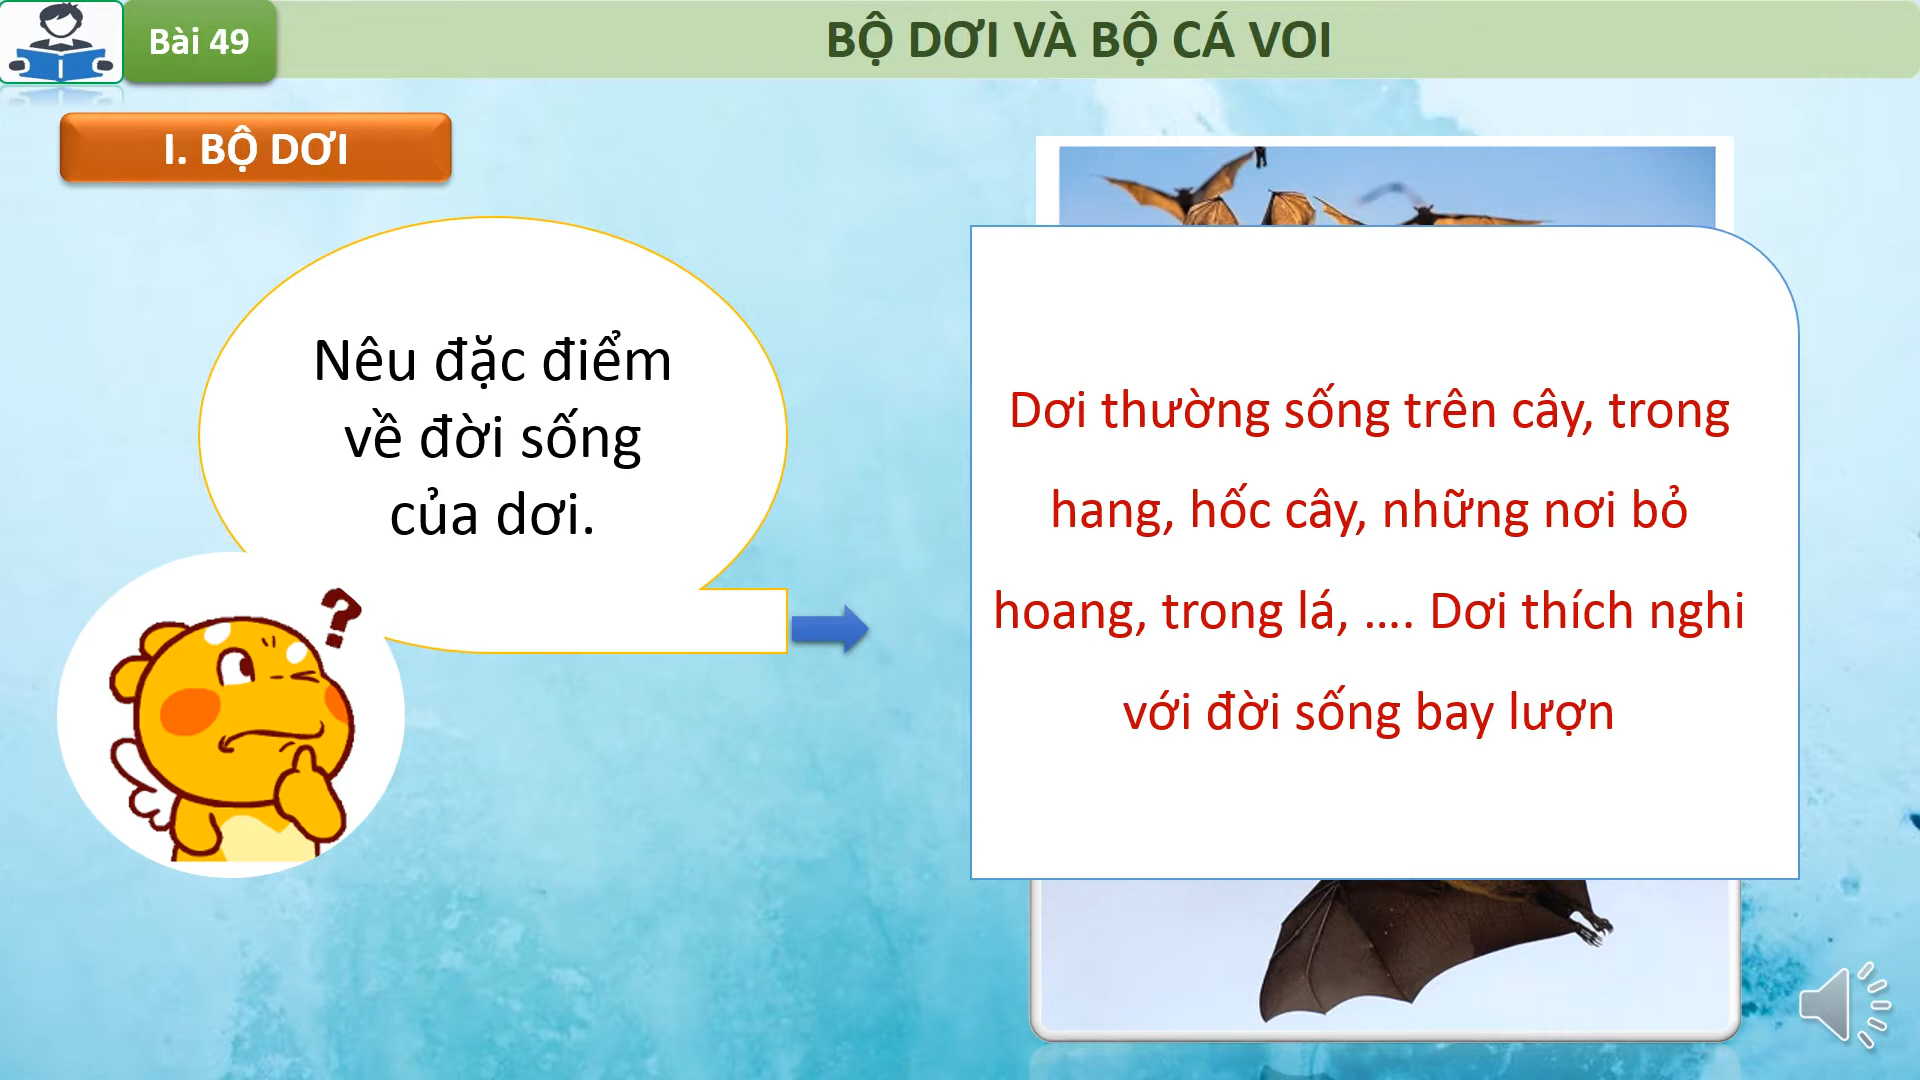 Bài 49
BỘ DƠI VÀ BỘ CÁ VOI
I. BỘ DƠI
Nêu đặc điểm
về đời sống
của dơi.
?
Dơi thường sống trên cây, trong
hang, hốc cây, những nơi bỏ
hoang, trong lá, .... Dơi thích nghi
với đời sống bay lượn